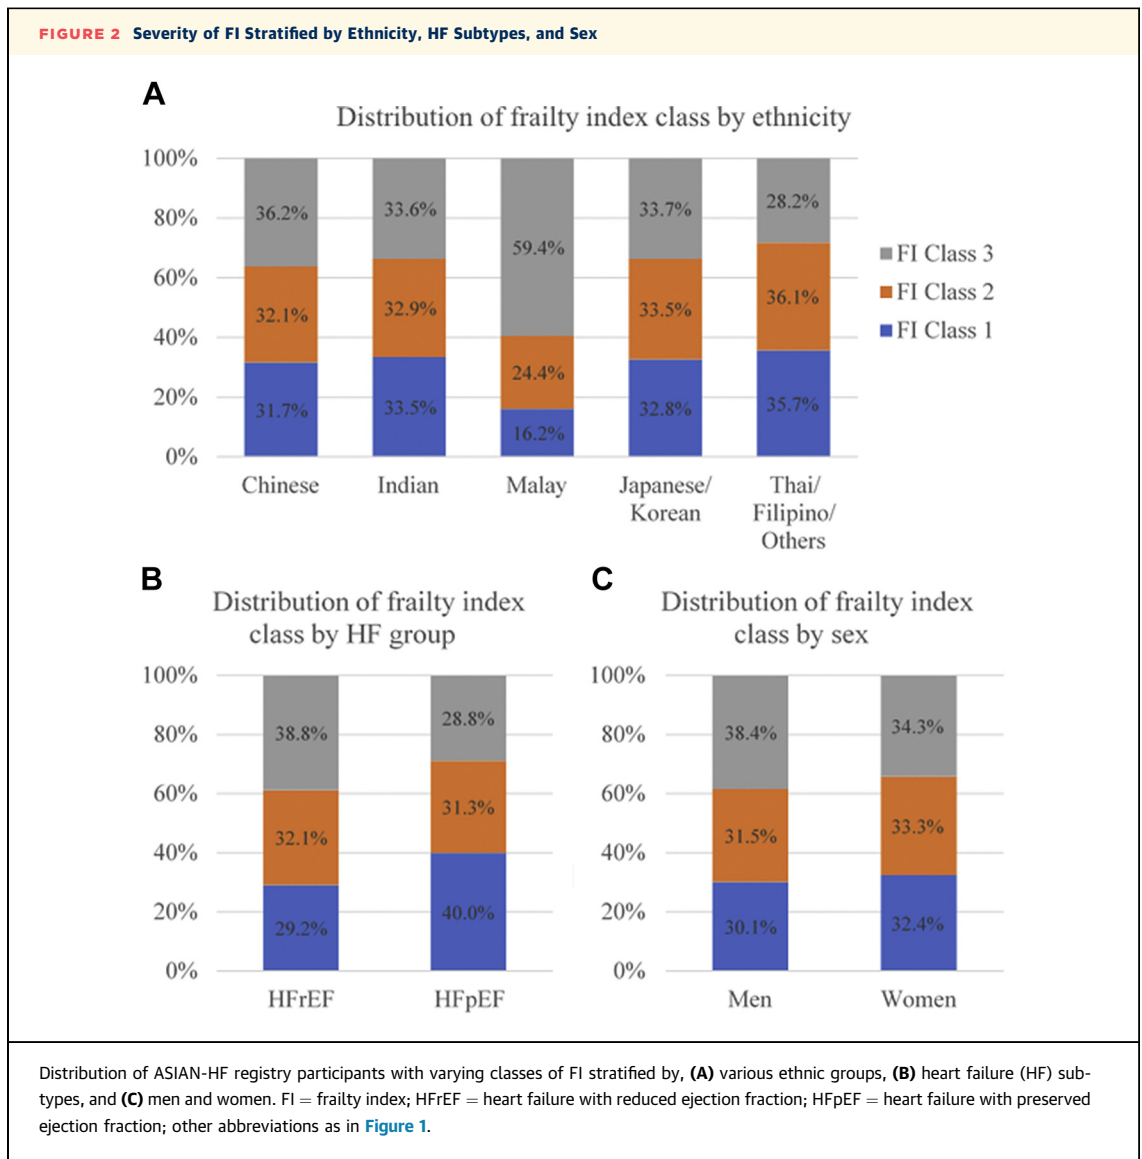 FIGURE 2 Severity of FI Stratified by Ethnicity, HF Subtypes, and Sex
A
Distribution of frailty index class by ethnicity
100%
80%
60%
40%
20%
0%
36.2%
33.6%
59.4%
33.7%
28.2%
32.1%
32.9%
24.4%
33.5%
36.1%
31.7%
33.5%
16.2%
32.8%
35.7%
Chinese
Indian
Malay
Japanese/
Korean
Thai/
Filipino/
Others
FI Class 3
FI Class 2
FI Class 1
B
Distribution of frailty index
class by HF group
100%
80%
60%
40%
20%
0%
38.8%
28.8%
32.1%
31.3%
29.2%
40.0%
HFrEF
HFpEF
C
Distribution of frailty index
class by sex
100%
80%
60%
40%
20%
0%
38.4%
34.3%
31.5%
33.3%
30.1%
32.4%
Men
Women
Distribution of ASIAN-HF registry participants with varying classes of FI stratified by, (A) various ethnic groups, (B) heart failure (HF) sub-
types, and (C) men and women. FI = frailty index; HFrEF = heart failure with reduced ejection fraction; HFpEF = heart failure with preserved
ejection fraction; other abbreviations as in Figure 1.